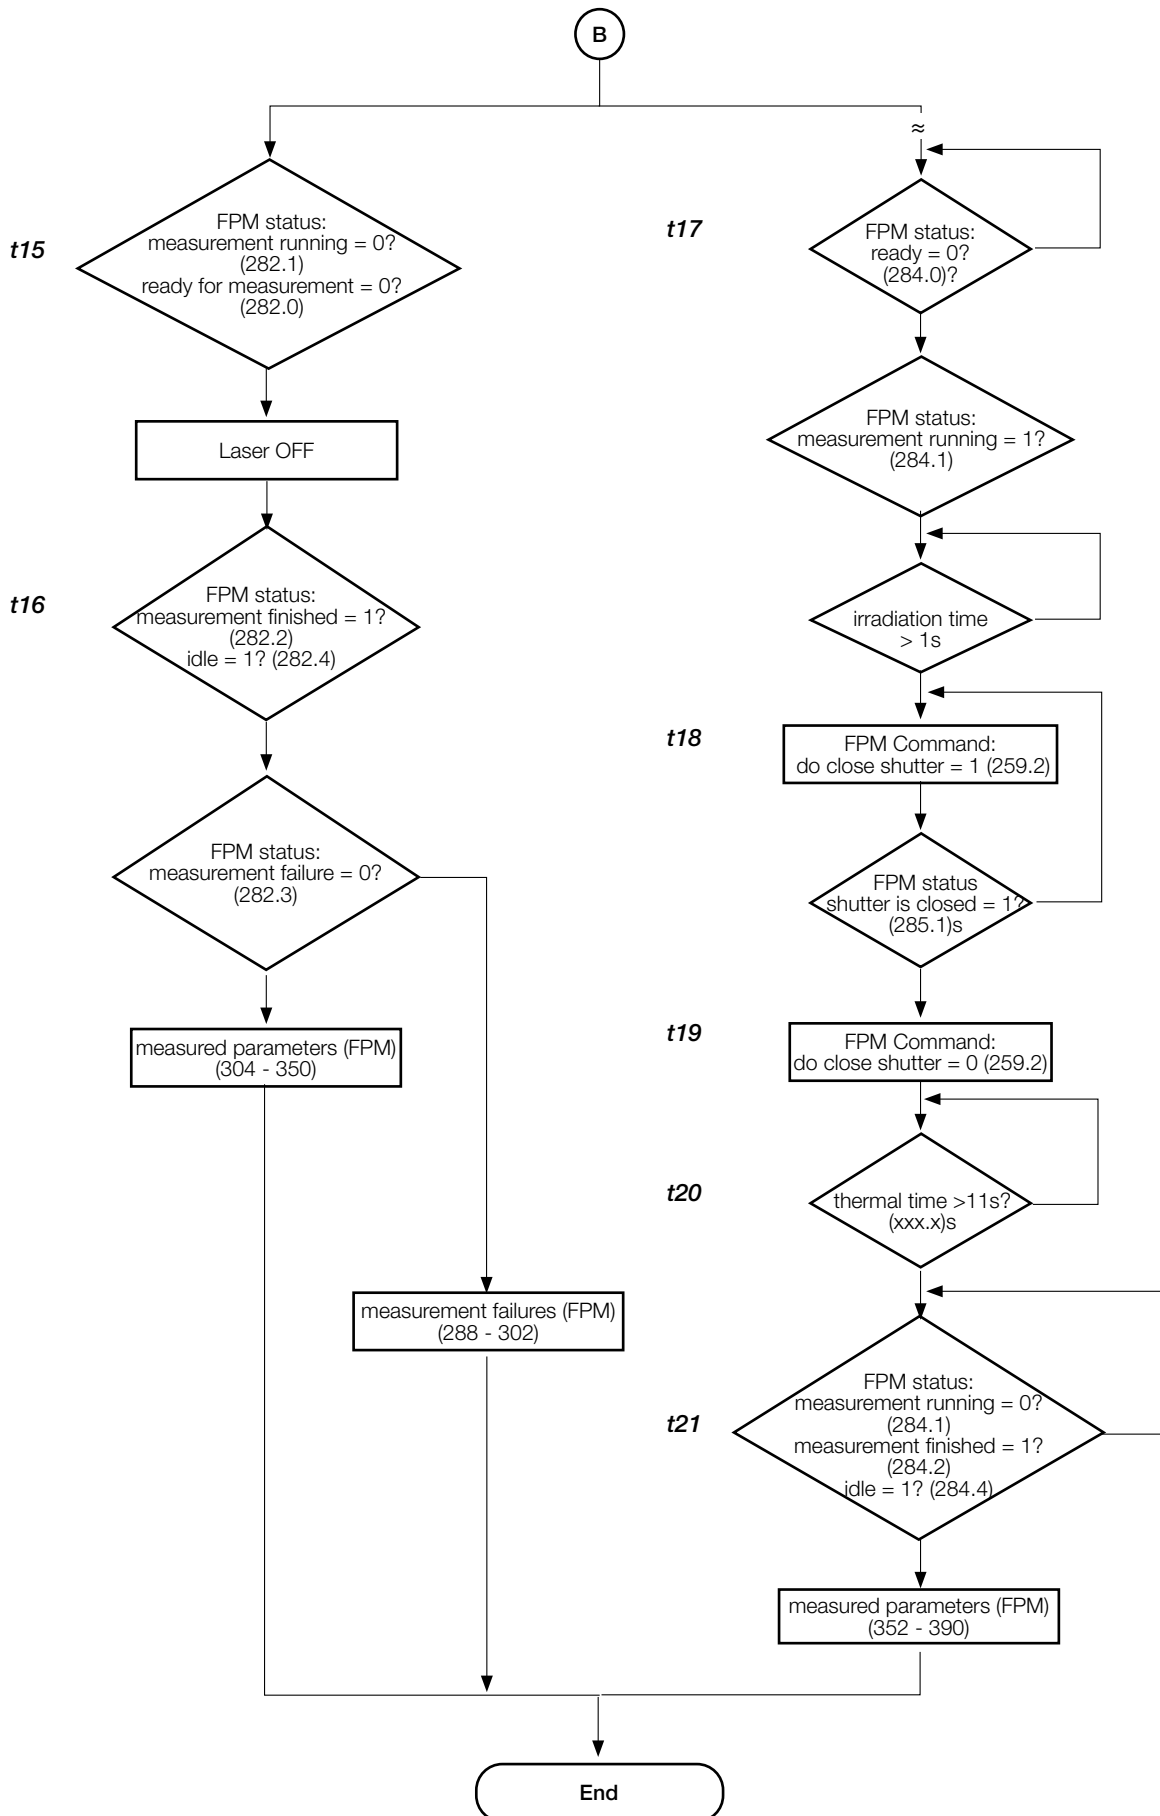 B
≈
t15
FPM status:
measurement running = 0?
(282.1)
ready for measurement = 0?
(282.0)
Laser OFF
t16
FPM status:
measurement finished = 1?
(282.2)
idle = 1? (282.4)
FPM status:
measurement failure = 0?
(282.3)
measured parameters (FPM)
(304 - 350)
measurement failures (FPM)
(288 - 302)
t17
FPM status:
ready = 0?
(284.0)?
FPM status:
measurement running = 1?
(284.1)
irradiation time
> 1s
t18
FPM Command:
do close shutter = 1 (259.2)
FPM status
shutter is closed = 1?
(285.1)s
t19
FPM Command:
do close shutter = 0 (259.2)
t20
thermal time >11s?
(xxx.x)s
t21
FPM status:
measurement running = 0?
(284.1)
measurement finished = 1?
(284.2)
idle = 1? (284.4)
measured parameters (FPM)
(352 - 390)
End